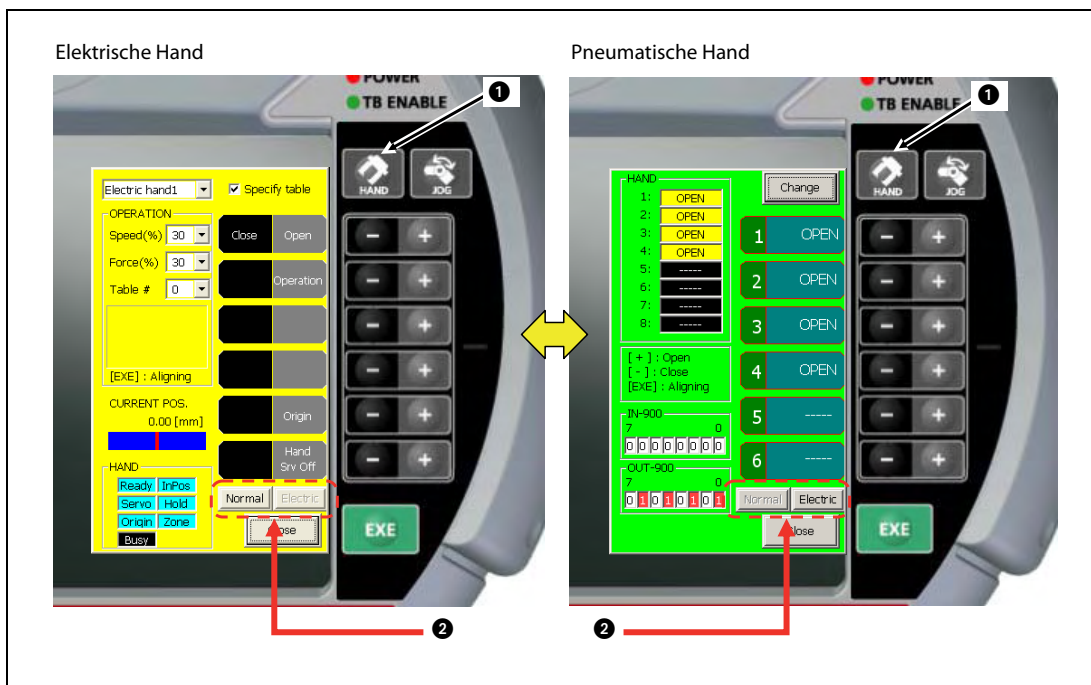 Elektrische Hand
POWER
TB ENABLE
❶
HAND
JOG
Electric hand1
Specify table
OPERATION
Speed(%) 30
Force(%) 30
Table # 0
[EXE] : Aligning
Close Open
Operation
Origin
Hand
Srv Off
CURRENT POS.
0.00 [mm]
HAND
Ready InPos
Servo Hold
Origin Zone
Busy
Normal Electric
Close
- +
- +
- +
- +
- +
- +
EXE
❷
Pneumatische Hand
POWER
TB ENABLE
❶
HAND
JOG
HAND
1: OPEN
2: OPEN
3: OPEN
4: OPEN
5: -----
6: -----
7: -----
8: -----
Change
1 OPEN
2 OPEN
3 OPEN
4 OPEN
5 -----
6 -----
[ + ] : Open
[ - ] : Close
[EXE] : Aligning
IN-900
7 0
0 0 0 0 0 0 0 0
OUT-900
7 0
0 1 0 1 0 1 0 1
Normal Electric
Close
- +
- +
- +
- +
- +
- +
EXE
❷